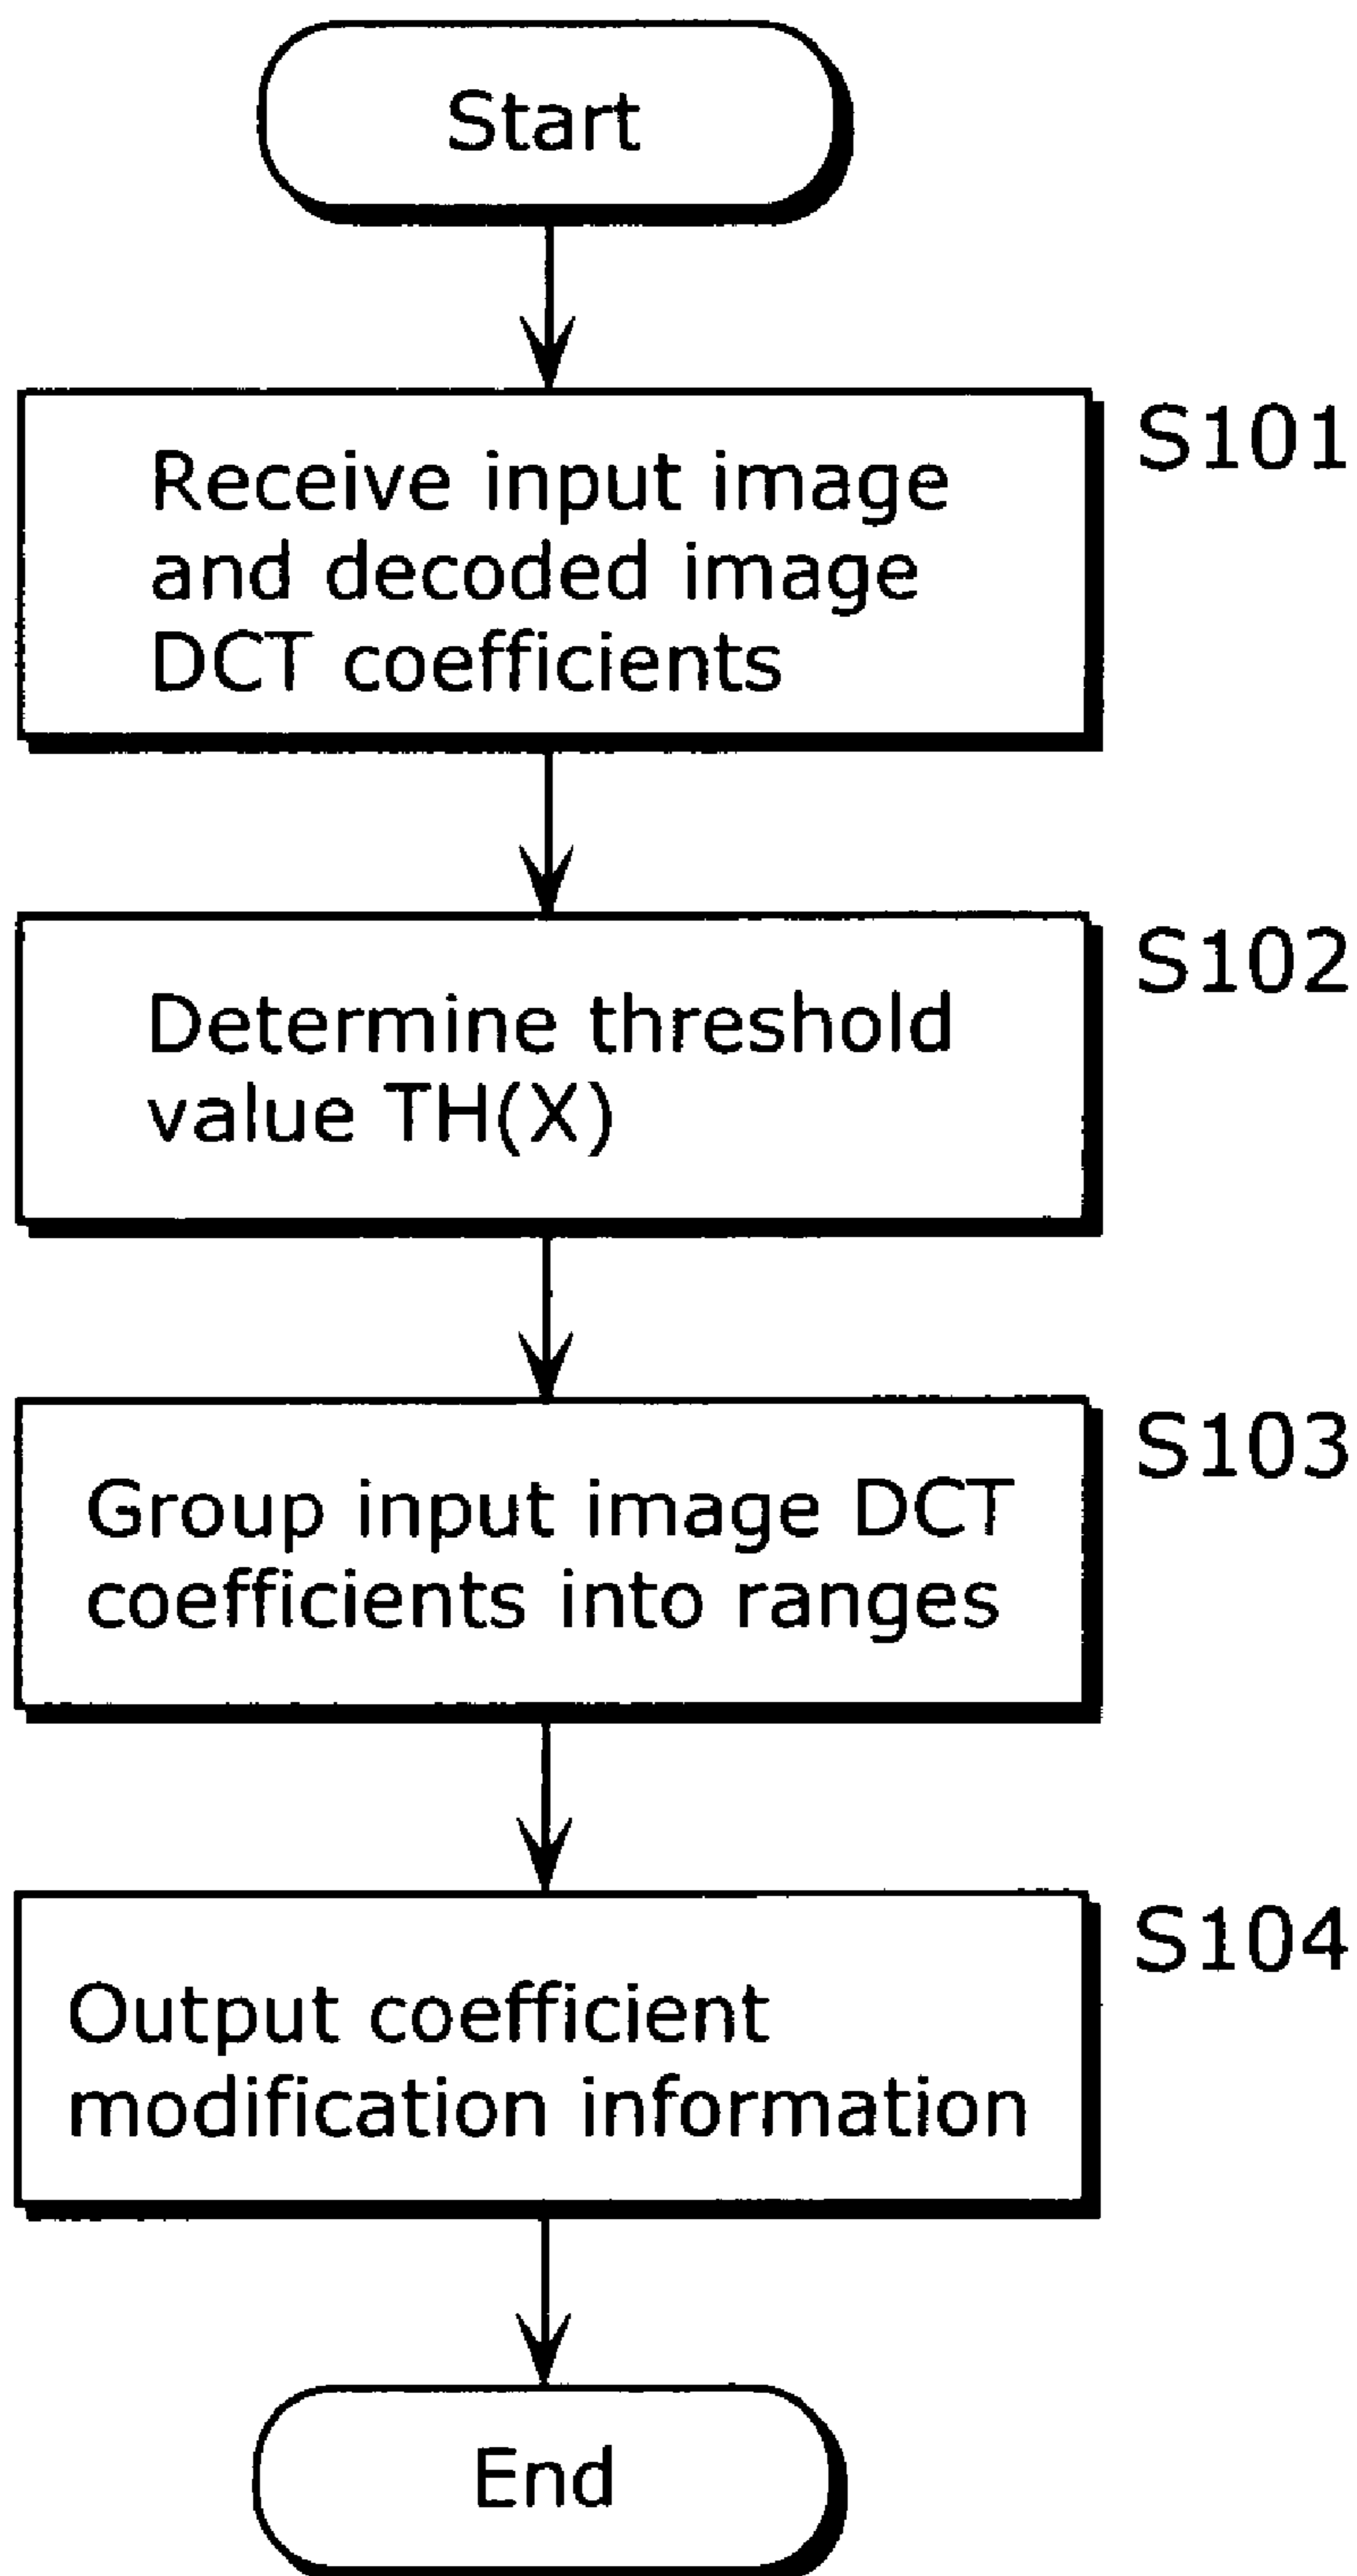 Start
S101
Receive input image
and decoded image
DCT coefficients
S102
Determine threshold
value TH(X)
S103
Group input image DCT
coefficients into ranges
S104
Output coefficient
modification information
End